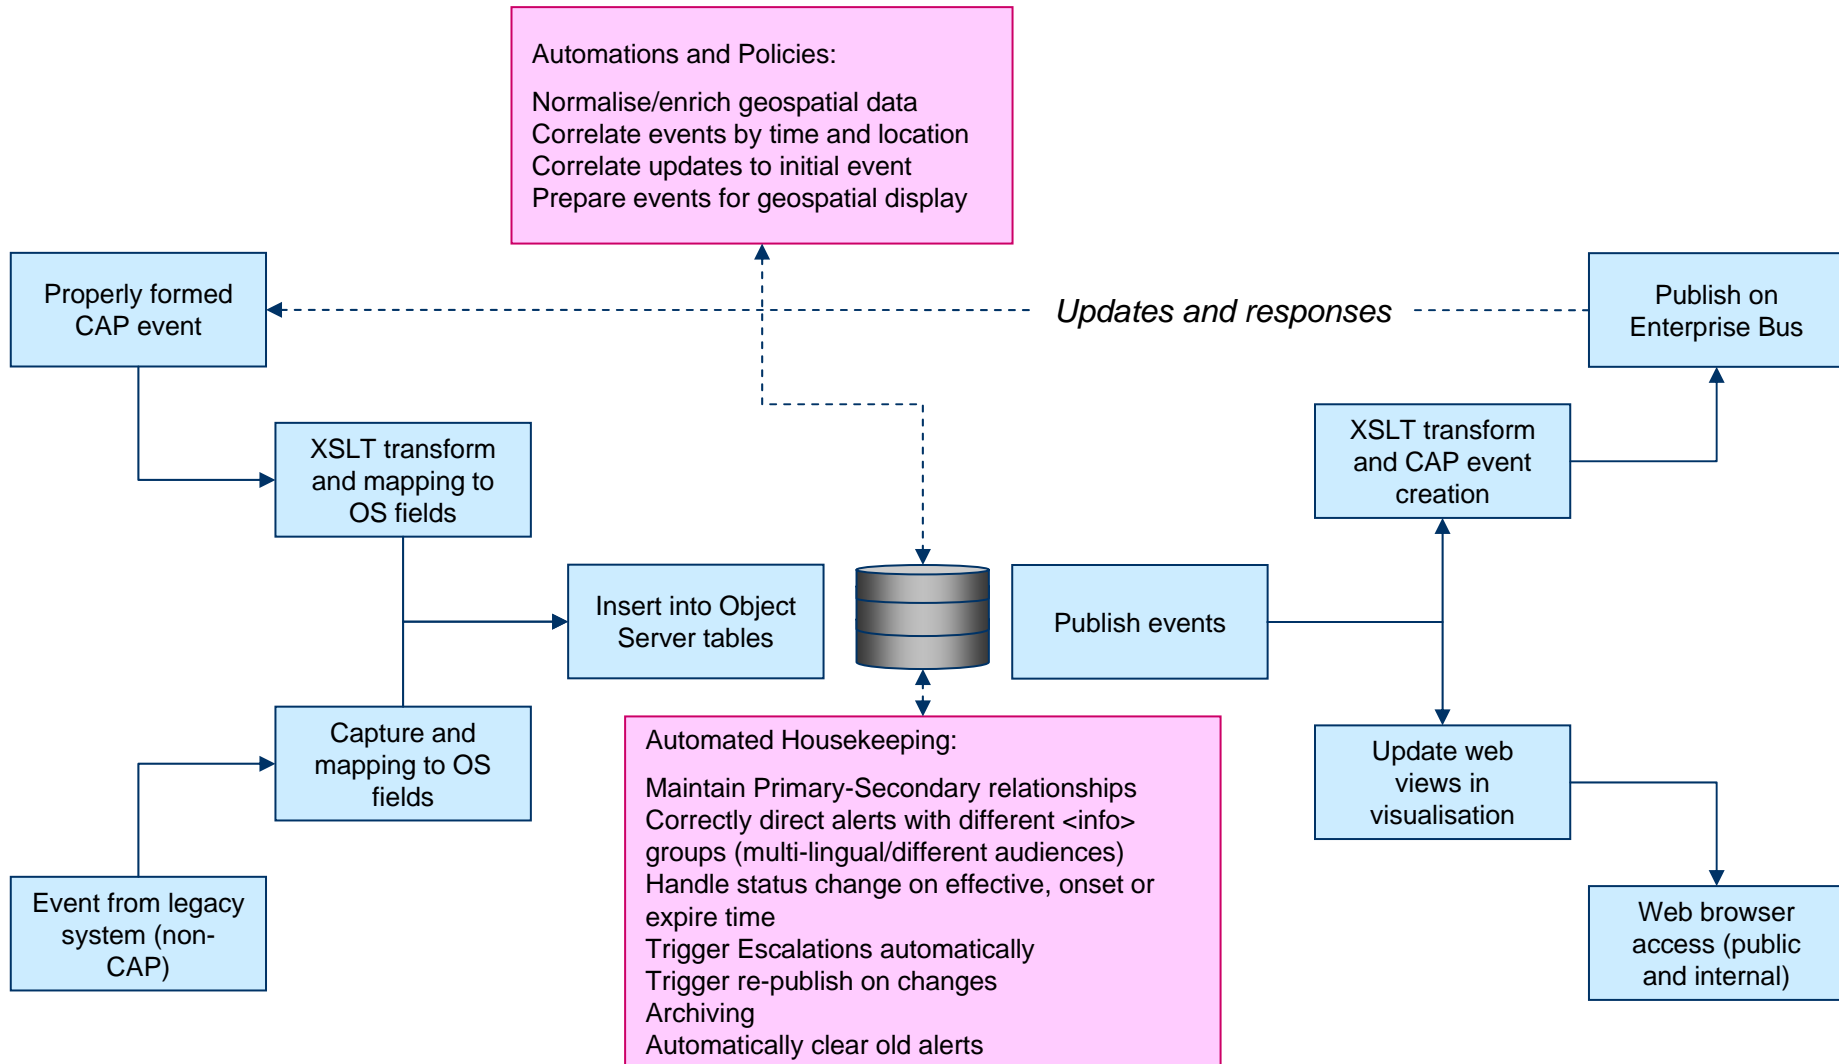 Automations and Policies:
Normalise/enrich geospatial data
Correlate events by time and location
Correlate updates to initial event
Prepare events for geospatial display
Properly formed
CAP event
Updates and responses
Publish on
Enterprise Bus
XSLT transform
and mapping to
OS fields
XSLT transform
and CAP event
creation
Insert into Object
Server tables
Publish events
Capture and
mapping to OS
fields
Automated Housekeeping:
Maintain Primary-Secondary relationships
Correctly direct alerts with different <info>
groups (multi-lingual/different audiences)
Handle status change on effective, onset or
expire time
Trigger Escalations automatically
Trigger re-publish on changes
Archiving
Automatically clear old alerts
Update web
views in
visualisation
Event from legacy
system (non-
CAP)
Web browser
access (public
and internal)